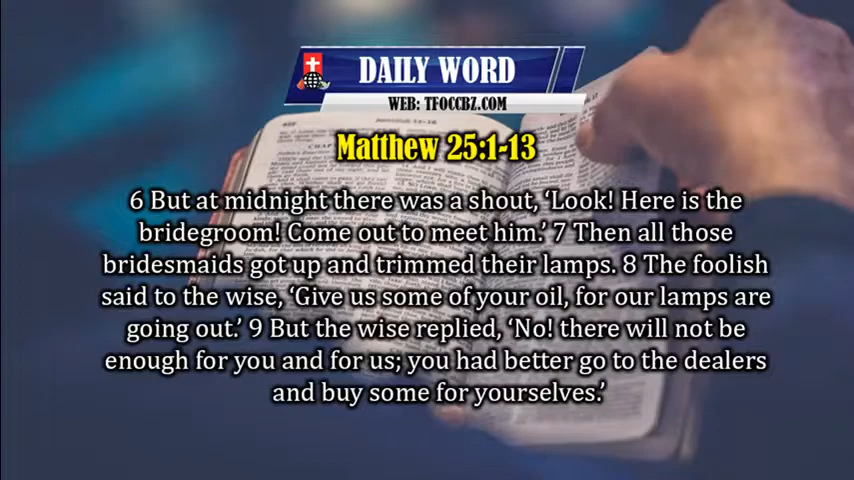 DAILY WORD
WEB: TFOCCBZ.COM
Matthew 25:1-13
6 But at midnight there was a shout, ‘Look! Here is the
bridegroom! Come out to meet him.’ 7 Then all those
bridesmaids got up and trimmed their lamps. 8 The foolish
said to the wise, ‘Give us some of your oil, for our lamps are
going out.’ 9 But the wise replied, ‘No! there will not be
enough for you and for us; you had better go to the dealers
and buy some for yourselves.’